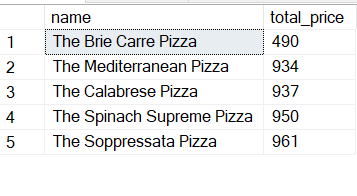 name total_price
1 The Brie Carre Pizza 490
2 The Mediterranean Pizza 934
3 The Calabrese Pizza 937
4 The Spinach Supreme Pizza 950
5 The Soppressata Pizza 961